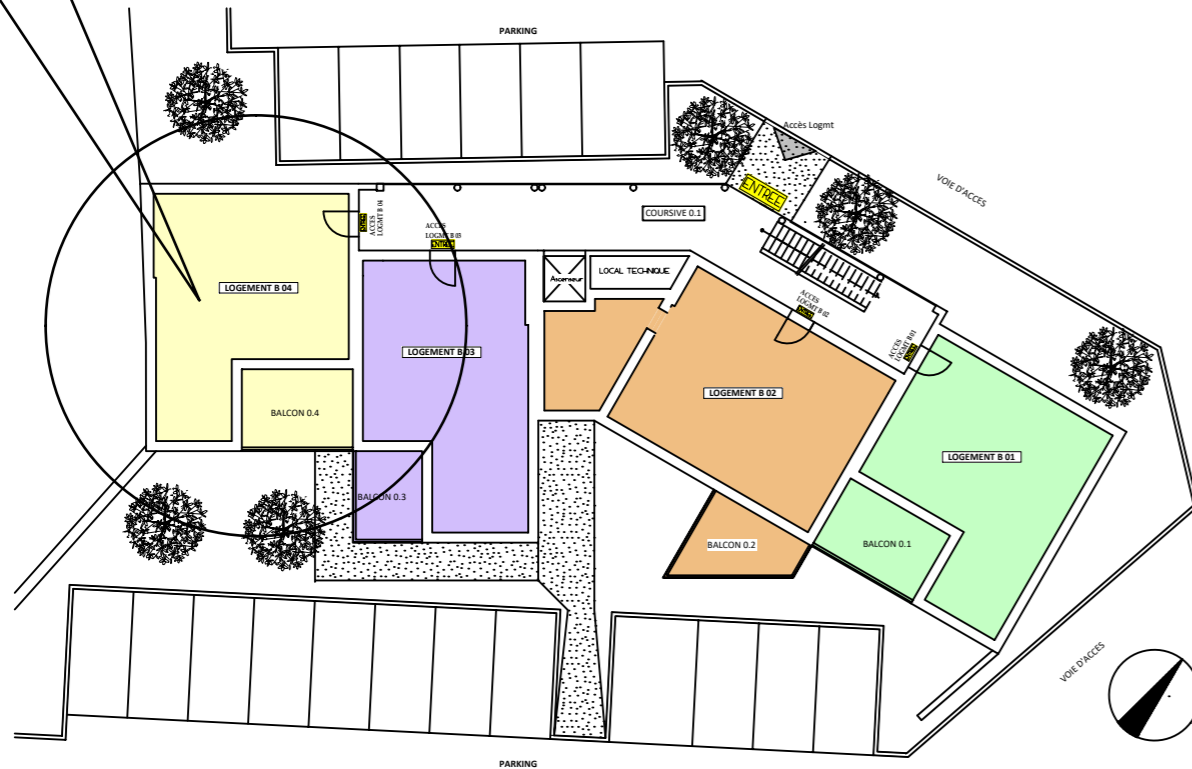 PARKING
Accès Logmt
VOIE D'ACCES
ENTREE
COURSIVE 0.1
ACCES
LOGMT B 04
ACCES
LOGMT B 03
ENTREE
LOGEMENT B 04
Ascenseur
LOCAL TECHNIQUE
ACCES
LOGMT B 02
ACCES
LOGMT B 01
LOGEMENT B 03
LOGEMENT B 02
BALCON 0.4
LOGEMENT B 01
BALCON 0.3
BALCON 0.2
BALCON 0.1
VOIE D'ACCES
PARKING